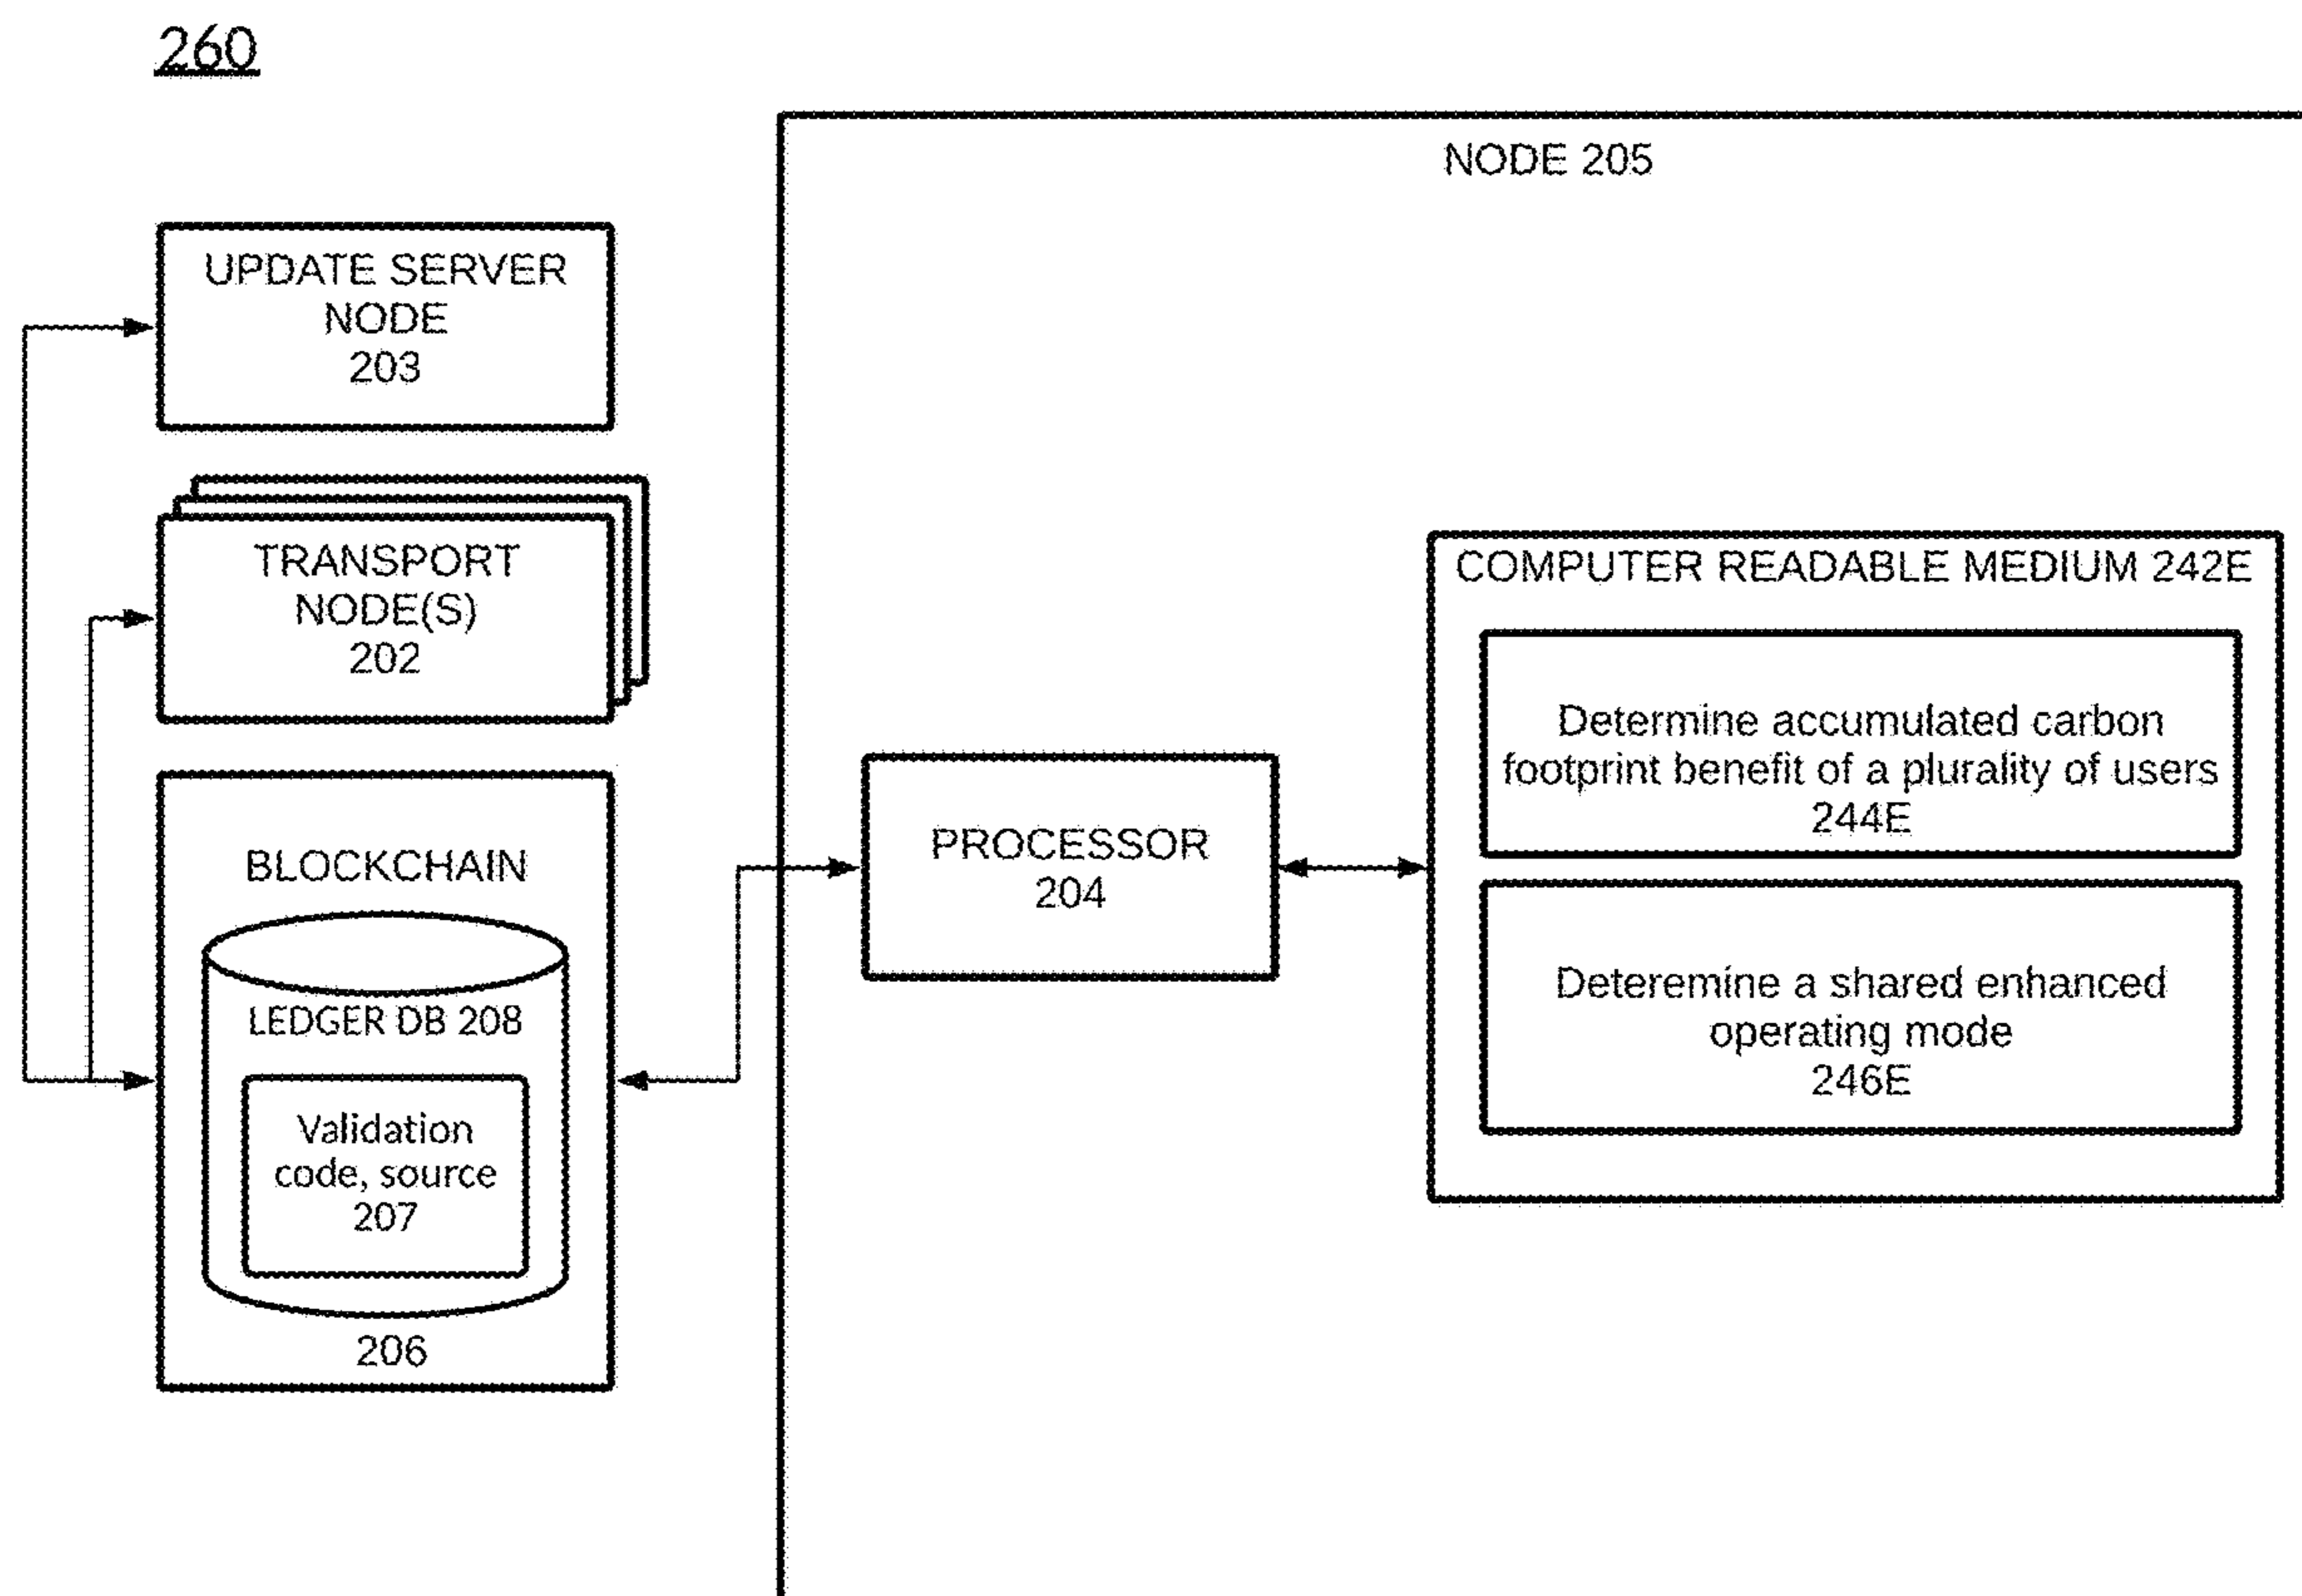 260
NODE 205
UPDATE SERVER
NODE
203
TRANSPORT
NODE(S)
202
BLOCKCHAIN
LEDGER DB 208
Validation
code, source
207
206
PROCESSOR
204
COMPUTER READABLE MEDIUM 242E
Determine accumulated carbon
footprint benefit of a plurality of users
244E
Deteremine a shared enhanced
operating mode
246E